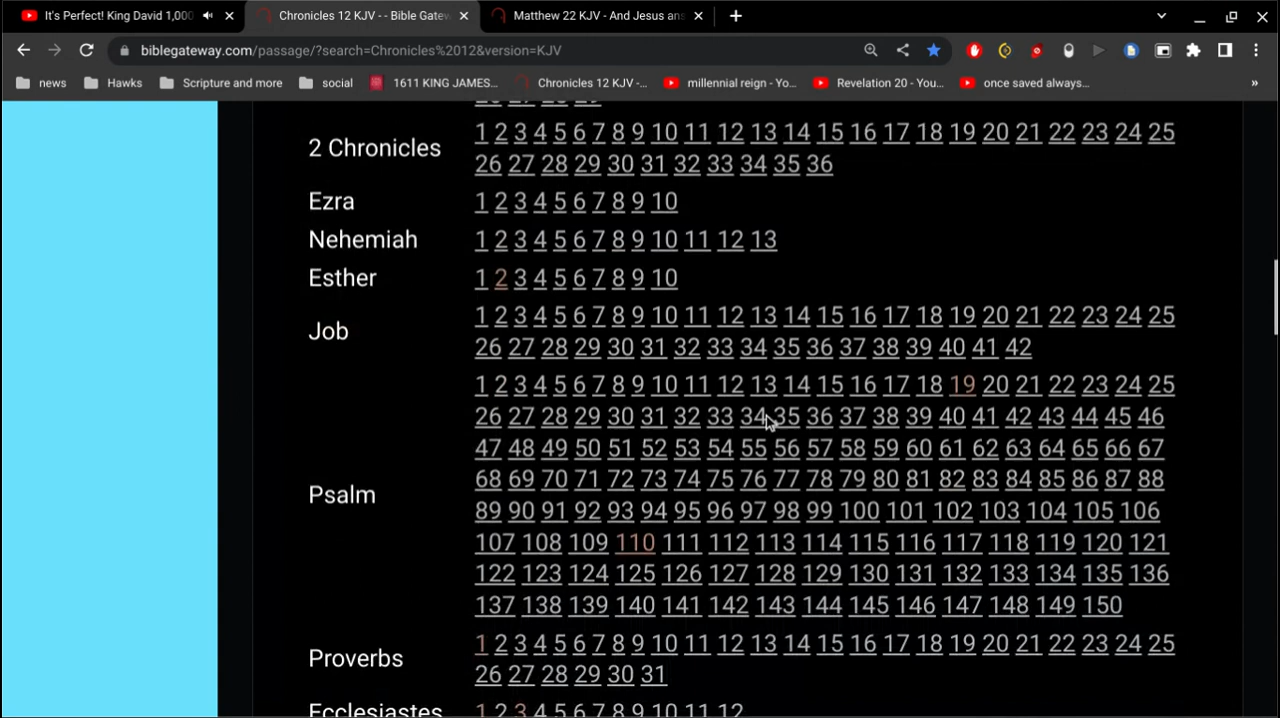 It's Perfect! King David 1,000
Chronicles 12 KJV - - Bible Gatew
Matthew 22 KJV - And Jesus ans
biblegateway.com/passage/?search=Chronicles%2012&version=KJV
news Hawks Scripture and more social 1611 KING JAMES... Chronicles 12 KJV -... millennial reign - Yo... Revelation 20 - You... once saved always... »
26 27 28 29
2 Chronicles 1 2 3 4 5 6 7 8 9 10 11 12 13 14 15 16 17 18 19 20 21 22 23 24 25
26 27 28 29 30 31 32 33 34 35 36
Ezra 1 2 3 4 5 6 7 8 9 10
Nehemiah 1 2 3 4 5 6 7 8 9 10 11 12 13
Esther 1 2 3 4 5 6 7 8 9 10
Job 1 2 3 4 5 6 7 8 9 10 11 12 13 14 15 16 17 18 19 20 21 22 23 24 25
26 27 28 29 30 31 32 33 34 35 36 37 38 39 40 41 42
Psalm 1 2 3 4 5 6 7 8 9 10 11 12 13 14 15 16 17 18 19 20 21 22 23 24 25
26 27 28 29 30 31 32 33 34 35 36 37 38 39 40 41 42 43 44 45 46
47 48 49 50 51 52 53 54 55 56 57 58 59 60 61 62 63 64 65 66 67
68 69 70 71 72 73 74 75 76 77 78 79 80 81 82 83 84 85 86 87 88
89 90 91 92 93 94 95 96 97 98 99 100 101 102 103 104 105 106
107 108 109 110 111 112 113 114 115 116 117 118 119 120 121
122 123 124 125 126 127 128 129 130 131 132 133 134 135 136
137 138 139 140 141 142 143 144 145 146 147 148 149 150
Proverbs 1 2 3 4 5 6 7 8 9 10 11 12 13 14 15 16 17 18 19 20 21 22 23 24 25
26 27 28 29 30 31
Ecclesiastes 1 2 3 4 5 6 7 8 9 10 11 12